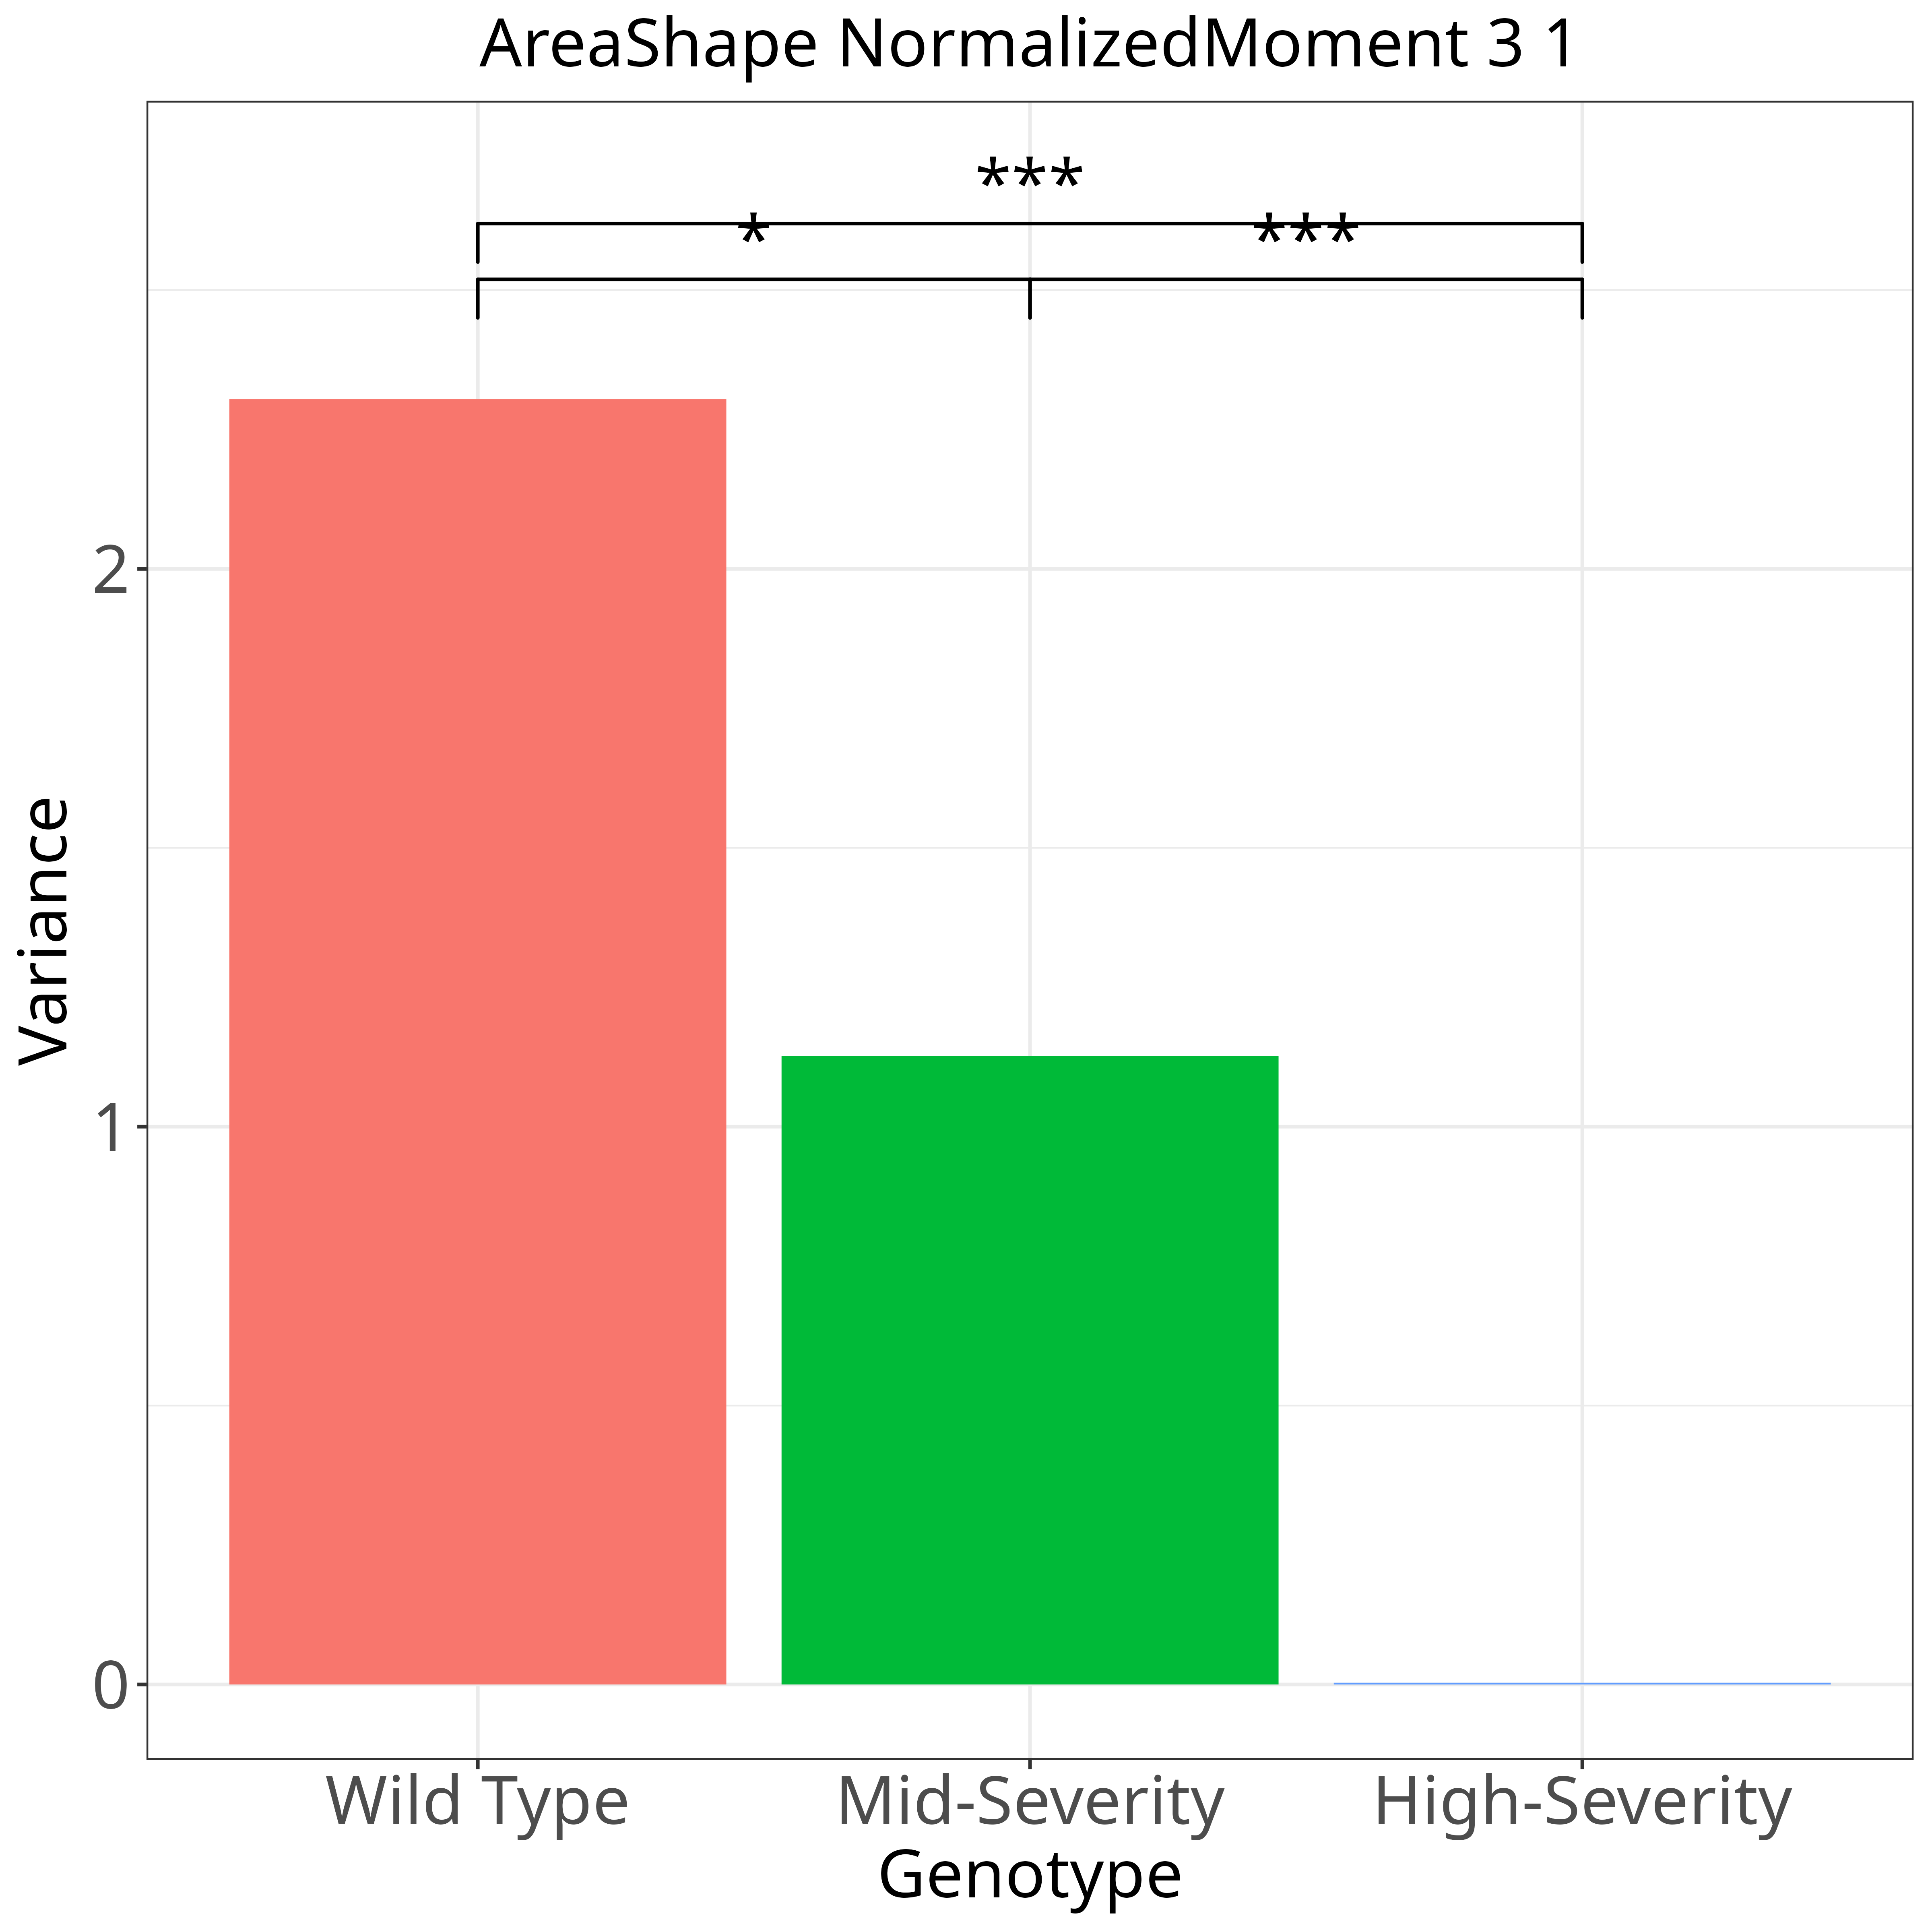 AreaShape NormalizedMoment 3 1
***
* ***
2
1
0
Variance
Wild Type Mid-Severity High-Severity
Genotype